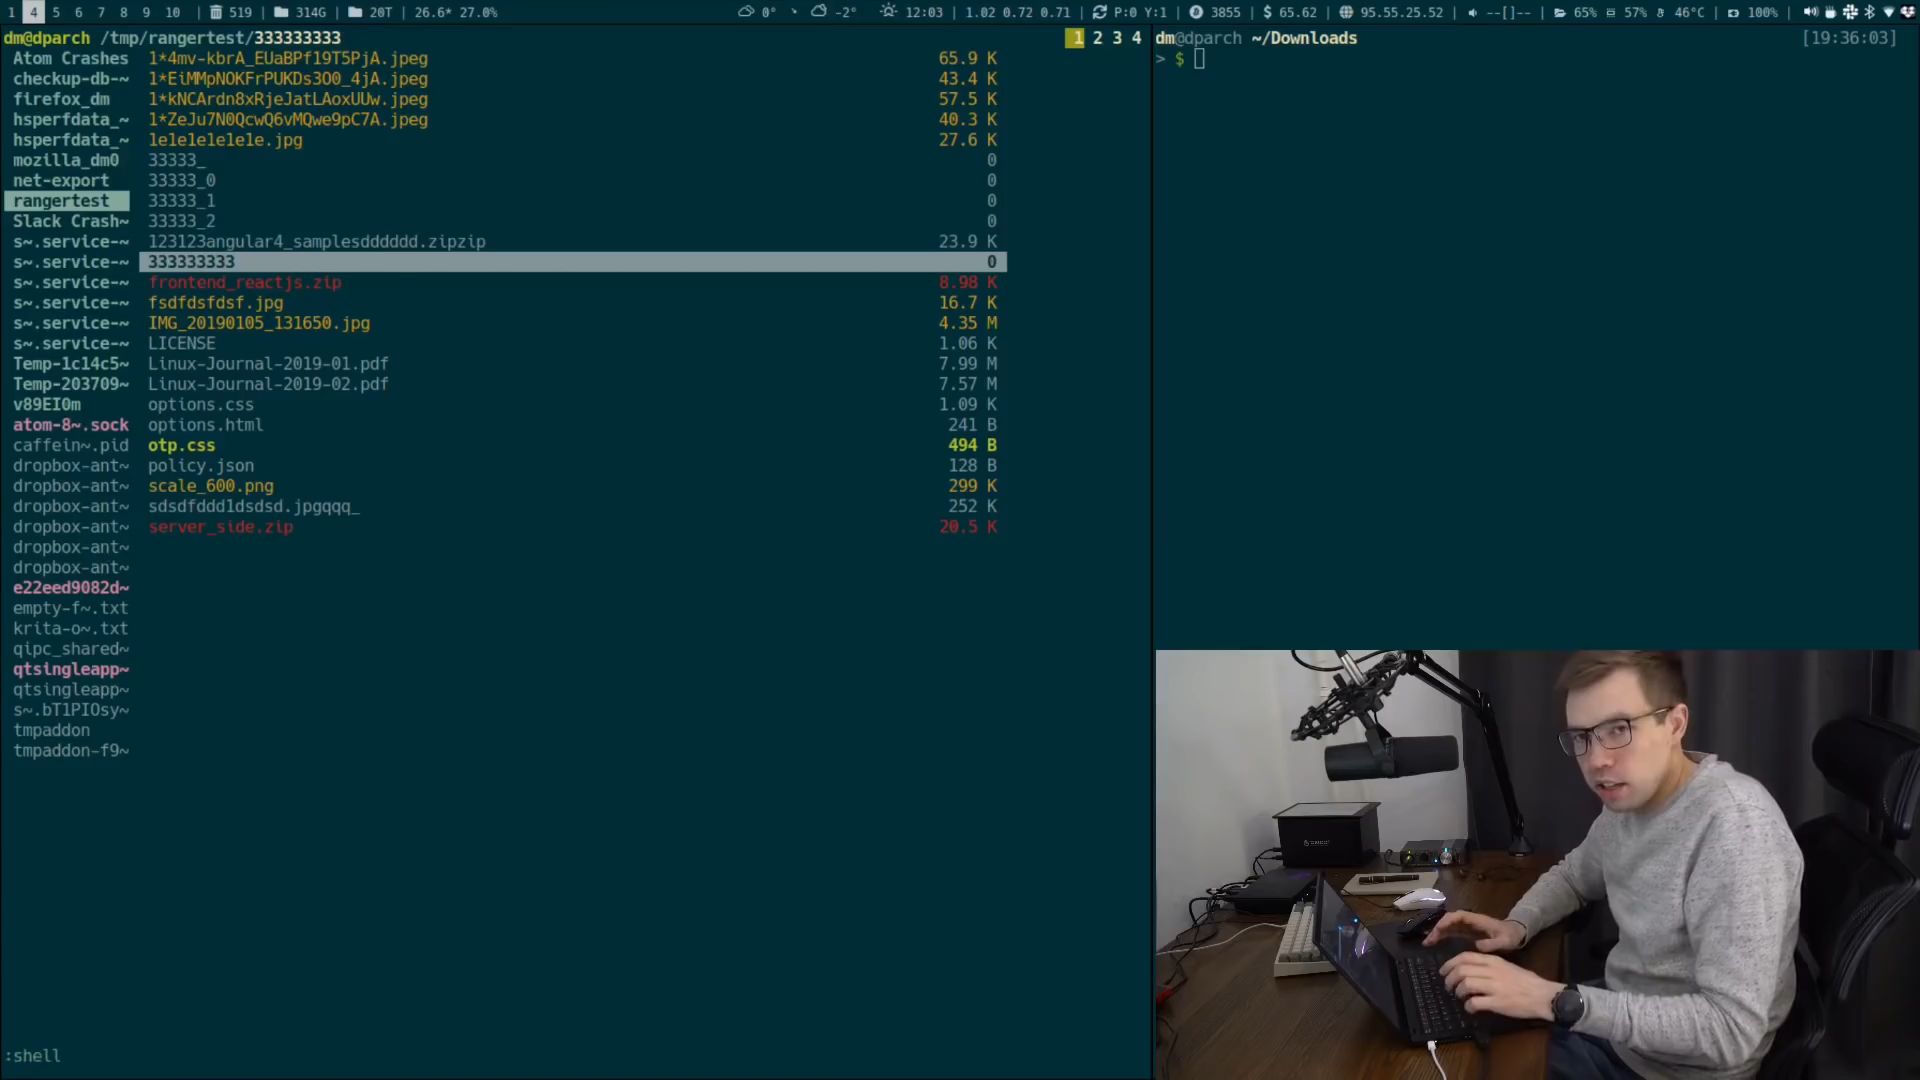 1 4 5 6 7 8 9 10 | 519 | 314G | 20T | 26.6* 27.0% 0° -2° 12:03 | 1.02 0.72 0.71 | P:0 Y:1 | 3855 | $ 65.62 | 95.55.25.52 | --[]-- | 65% 57% 46°C | 100% |
dm@dparch /tmp/rangertest/333333333 1 2 3 4
Atom Crashes 1*4mv-kbrA_EUaBPf19T5PjA.jpeg 65.9 K
checkup-db-~ 1*EiMMpNOKFrPUKDs3O0_4jA.jpeg 43.4 K
firefox_dm 1*kNCArdn8xRjeJatLAoxUUw.jpeg 57.5 K
hsperfdata_~ 1*ZeJu7N0QcwQ6vMQwe9pC7A.jpeg 40.3 K
hsperfdata_~ 1e1e1e1e1e1e.jpg 27.6 K
mozilla_dm0 33333_ 0
net-export 33333_0 0
rangertest 33333_1 0
Slack Crash~ 33333_2 0
s~.service-~ 123123angular4_samplesdddddd.zipzip 23.9 K
s~.service-~ 333333333 0
s~.service-~ frontend_reactjs.zip 8.98 K
s~.service-~ fsdfdsfdsf.jpg 16.7 K
s~.service-~ IMG_20190105_131650.jpg 4.35 M
s~.service-~ LICENSE 1.06 K
Temp-1c14c5~ Linux-Journal-2019-01.pdf 7.99 M
Temp-203709~ Linux-Journal-2019-02.pdf 7.57 M
v89EI0m options.css 1.09 K
atom-8~.sock options.html 241 B
caffein~.pid otp.css 494 B
dropbox-ant~ policy.json 128 B
dropbox-ant~ scale_600.png 299 K
dropbox-ant~ sdsdfddd1dsdsd.jpgqqq_ 252 K
dropbox-ant~ server_side.zip 20.5 K
dropbox-ant~
dropbox-ant~
e22eed9082d~
empty-f~.txt
krita-o~.txt
qipc_shared~
qtsingleapp~
qtsingleapp~
s~.bT1PIOsy~
tmpaddon
tmpaddon-f9~
:shell
dm@dparch ~/Downloads [19:36:03]
> $